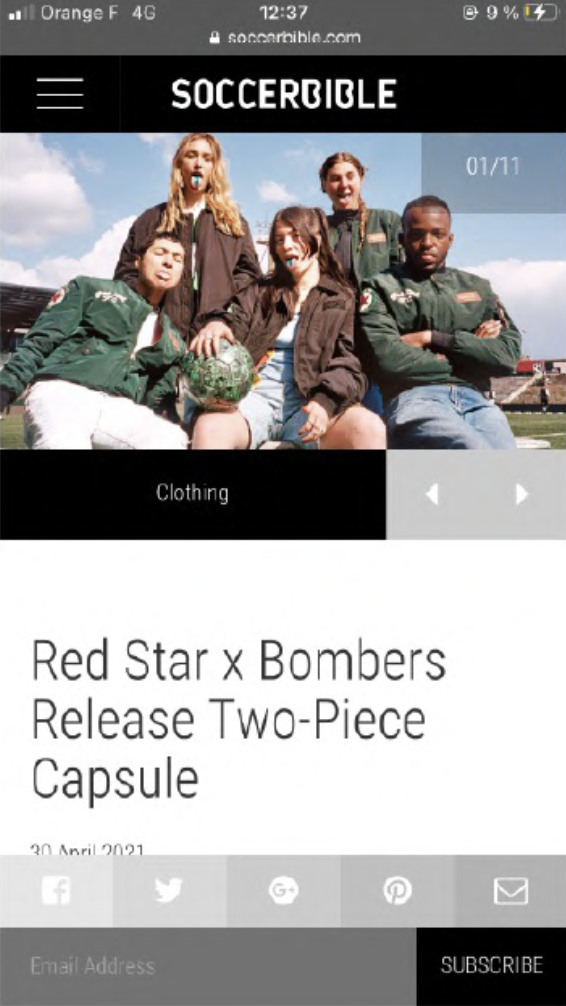 Orange F 4G 12:37 9 %
soccerbible.com
SOCCERBIBLE
01/11
Clothing
Red Star x Bombers
Release Two-Piece
Capsule
30 April 2021
Email Address SUBSCRIBE